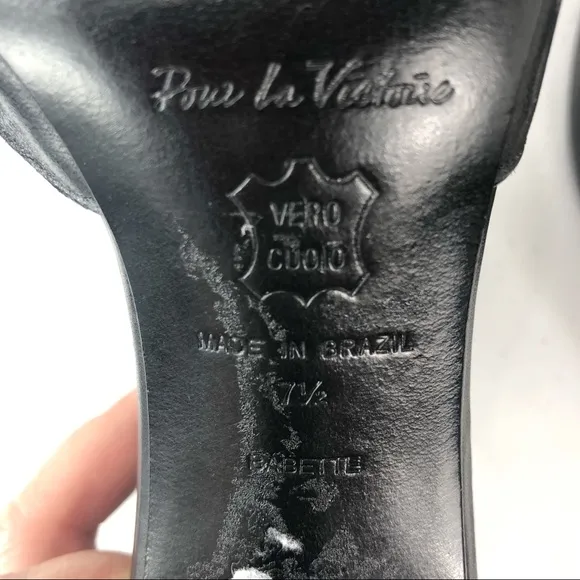 Pour La Victoire
VERO
CUOIO
MADE IN BRAZIL
7½
BABETTE